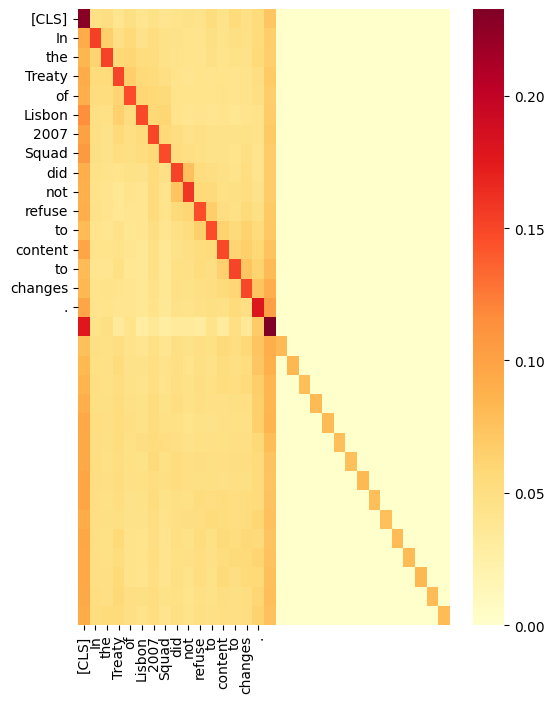 [CLS]
In
the
Treaty
of
Lisbon
2007
Squad
did
not
refuse
to
content
to
changes
.
0.20
0.15
0.10
0.05
0.00
[CLS]
In
the
Treaty
of
Lisbon
2007
Squad
did
not
refuse
to
content
to
changes
.